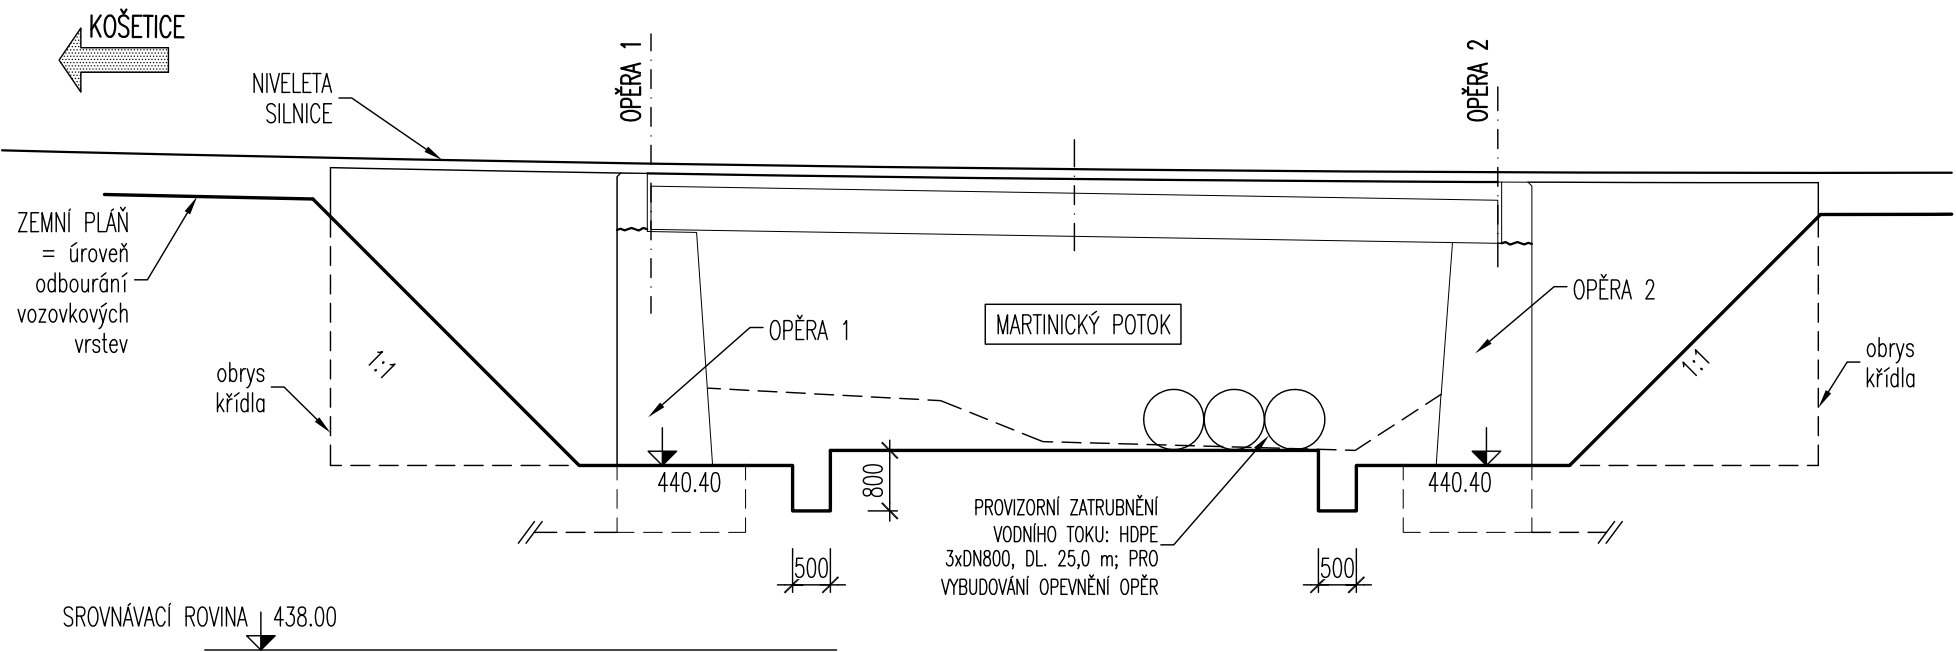 KOŠETICE
NIVELETA
SILNICE
OPĚRA 1
OPĚRA 2
ZEMNÍ PLÁŇ
= úroveň
odbourání
vozovkových
vrstev
1:1
obrys
křídla
OPĚRA 1
MARTINICKÝ POTOK
OPĚRA 2
1:1
obrys
křídla
440.40
800
440.40
PROVIZORNÍ ZATRUBNĚNÍ
VODNÍHO TOKU: HDPE
3xDN800, DL. 25,0 m; PRO
VYBUDOVÁNÍ OPEVNĚNÍ OPĚR
500
500
SROVNÁVACÍ ROVINA 438.00